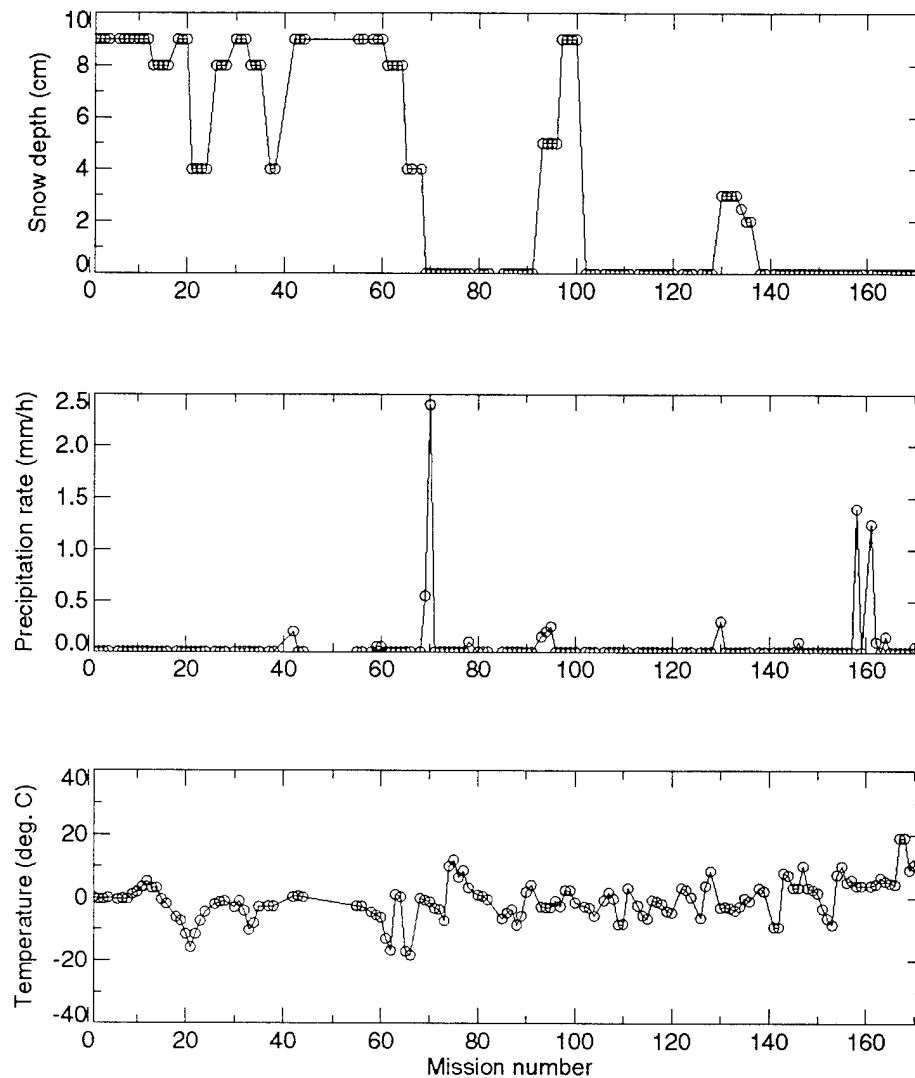 Snow depth (cm)
10
8
6
4
2
0
0 20 40 60 80 100 120 140 160
Precipitation rate (mm/h)
2.5
2.0
1.5
1.0
0.5
0.0
0 20 40 60 80 100 120 140 160
Temperature (deg. C)
40
20
0
-20
-40
0 20 40 60 80 100 120 140 160
Mission number